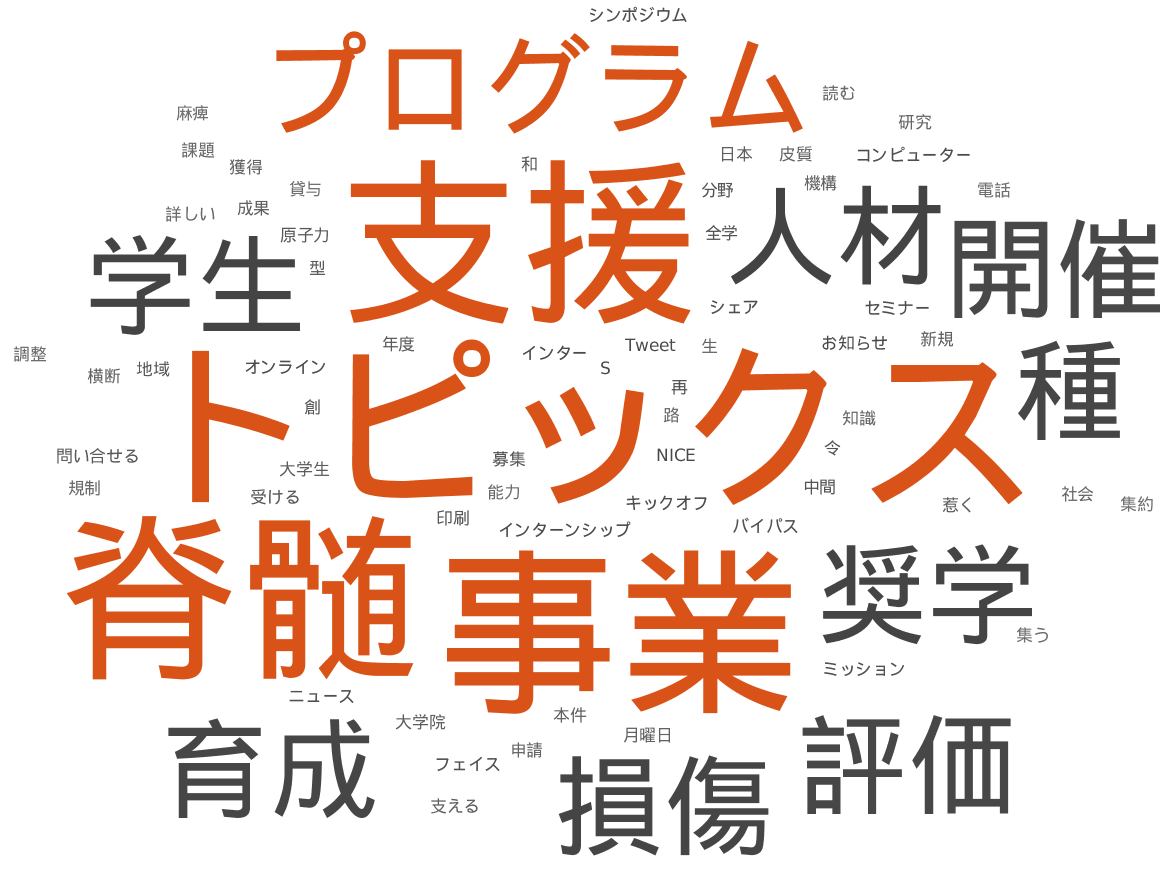 シンポジウム
プログラム
読む
麻痺
研究
課題
獲得
和
日本
皮質
コンピューター
貸与
支援
分野
機構
人材
電話
詳しい
成果
原子力
全学
開催
学生
型
シェア
セミナー
調整
年度
インター
Tweet
生
お知らせ
新規
種
横断
地域
オンライン
S
トピックス
創
再
路
知識
問い合せる
大学生
募集
NICE
令
規制
受ける
能力
中間
社会
印刷
キックオフ
惹く
集約
インターンシップ
バイパス
脊髄
事業
奨学
集う
ミッション
ニュース
大学院
本件
月曜日
育成
申請
フェイス
評価
支える
損傷